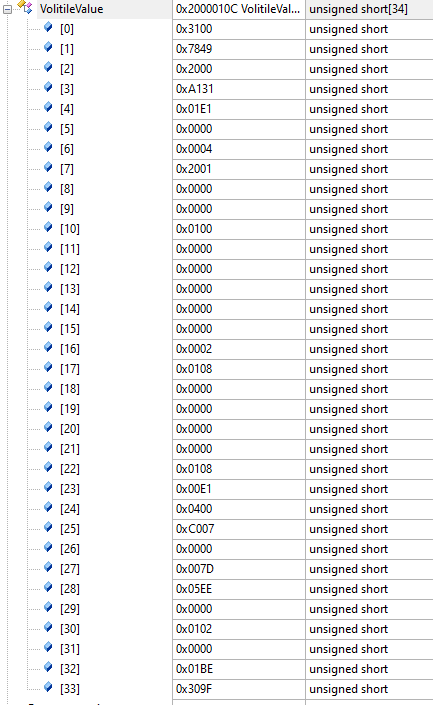 VolitileValue 0x2000010C VolitileVal... unsigned short[34]
[0] 0x3100 unsigned short
[1] 0x7849 unsigned short
[2] 0x2000 unsigned short
[3] 0xA131 unsigned short
[4] 0x01E1 unsigned short
[5] 0x0000 unsigned short
[6] 0x0004 unsigned short
[7] 0x2001 unsigned short
[8] 0x0000 unsigned short
[9] 0x0000 unsigned short
[10] 0x0100 unsigned short
[11] 0x0000 unsigned short
[12] 0x0000 unsigned short
[13] 0x0000 unsigned short
[14] 0x0000 unsigned short
[15] 0x0000 unsigned short
[16] 0x0002 unsigned short
[17] 0x0108 unsigned short
[18] 0x0000 unsigned short
[19] 0x0000 unsigned short
[20] 0x0000 unsigned short
[21] 0x0000 unsigned short
[22] 0x0108 unsigned short
[23] 0x00E1 unsigned short
[24] 0x0400 unsigned short
[25] 0xC007 unsigned short
[26] 0x0000 unsigned short
[27] 0x007D unsigned short
[28] 0x05EE unsigned short
[29] 0x0000 unsigned short
[30] 0x0102 unsigned short
[31] 0x0000 unsigned short
[32] 0x01BE unsigned short
[33] 0x309F unsigned short